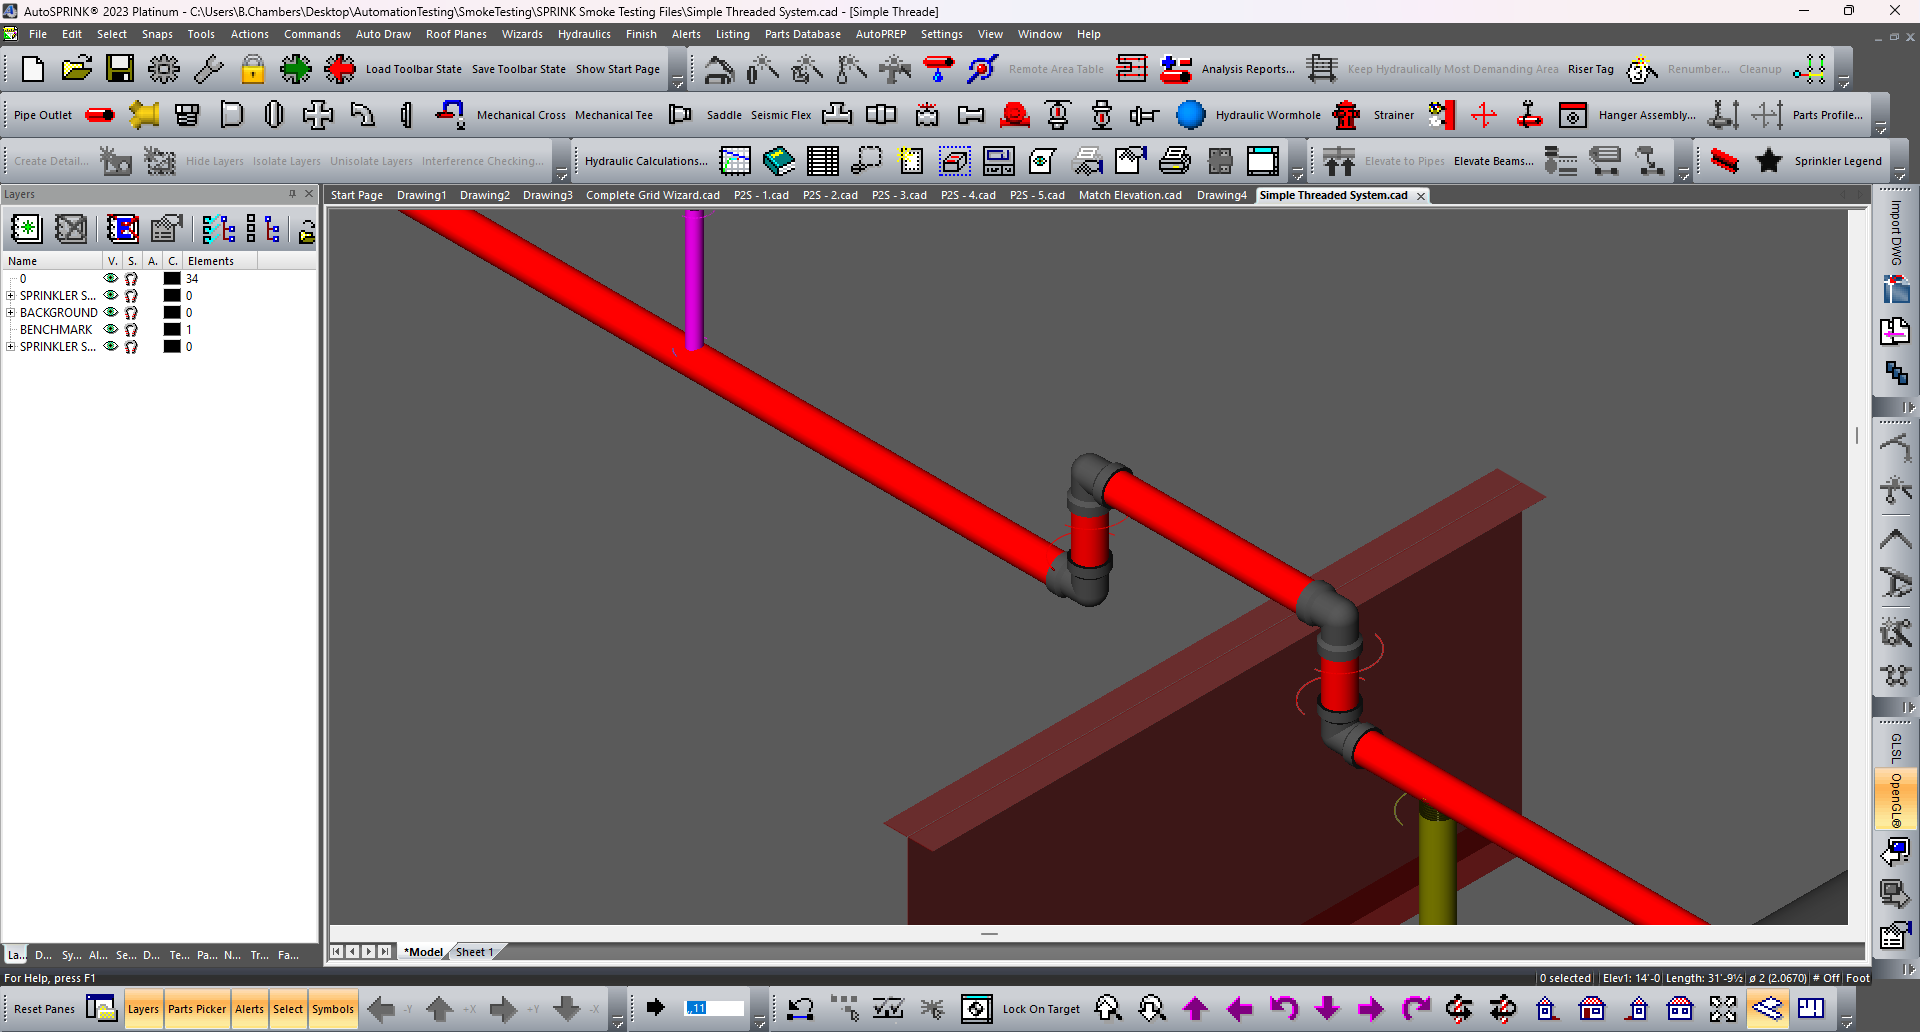 AutoSPRINK® 2023 Platinum - C:\Users\B.Chambers\Desktop\AutomationTesting\SmokeTesting\SPRINK Smoke Testing Files\Simple Threaded System.cad - [Simple Threade]
File Edit Select Snaps Tools Actions Commands Auto Draw Roof Planes Wizards Hydraulics Finish Alerts Listing Parts Database AutoPREP Settings View Window Help
Load Toolbar State Save Toolbar State Show Start Page Remote Area Table Analysis Reports... Keep Hydraulically Most Demanding Area Riser Tag Renumber... Cleanup
Pipe Outlet Mechanical Cross Mechanical Tee Saddle Seismic Flex Hydraulic Wormhole Strainer Hanger Assembly... Parts Profile...
Create Detail... Hide Layers Isolate Layers Unisolate Layers Interference Checking... Hydraulic Calculations... Elevate to Pipes Elevate Beams... Sprinkler Legend
Layers
Start Page Drawing1 Drawing2 Drawing3 Complete Grid Wizard.cad P2S - 1.cad P2S - 2.cad P2S - 3.cad P2S - 4.cad P2S - 5.cad Match Elevation.cad Drawing4 Simple Threaded System.cad
Name V. S. A. C. Elements
0 34
SPRINKLER S... 0
BACKGROUND 0
BENCHMARK 1
SPRINKLER S... 0
Import DWG
GLSL
OpenGL®
La... D... Sy... Al... Se... D... Te... Pa... N... Tr... Fa...
*Model Sheet 1
For Help, press F1
0 selected Elev1: 14'-0 Length: 31'-9½ ø 2 (2.0670) # Off Foot
Reset Panes Layers Parts Picker Alerts Select Symbols -Y +X +Y -X ,,11 Lock On Target